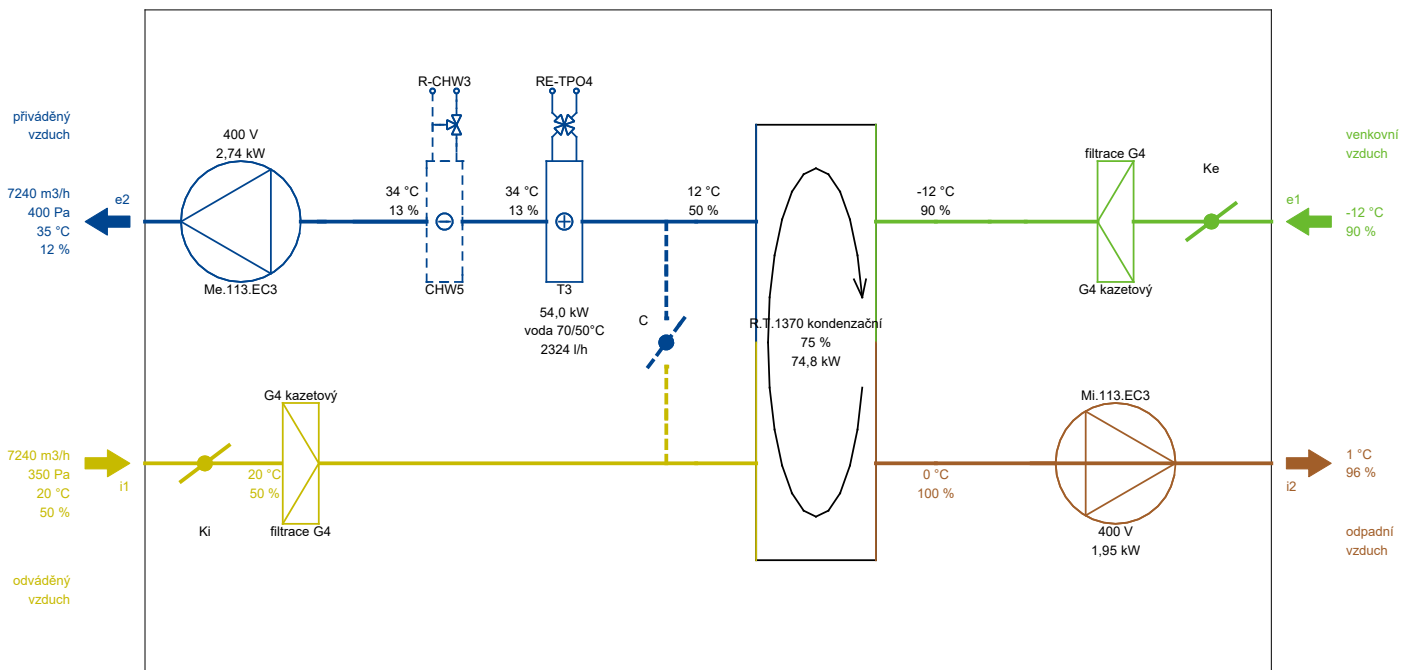 R-CHW3
RE-TPO4
přiváděný
vzduch
400 V
2,74 kW
venkovní
vzduch
filtrace G4
Ke
7240 m3/h
400 Pa
35 °C
12 %
e2
34 °C
13 %
34 °C
13 %
12 °C
50 %
-12 °C
90 %
e1
-12 °C
90 %
Me.113.EC3
CHW5
T3
G4 kazetový
54,0 kW
voda 70/50°C
2324 l/h
C
R.T.1370 kondenzační
75 %
74,8 kW
G4 kazetový
Mi.113.EC3
7240 m3/h
350 Pa
20 °C
50 %
i1
20 °C
50 %
0 °C
100 %
1 °C
96 %
i2
Ki
filtrace G4
400 V
1,95 kW
odpadní
vzduch
odváděný
vzduch